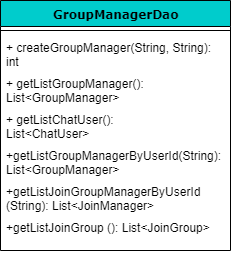 GroupManagerDao
+ createGroupManager(String, String):
int
+ getListGroupManager():
List<GroupManager>
+ getListChatUser():
List<ChatUser>
+getListGroupManagerByUserId(String):
List<GroupManager>
+getListJoinGroupManagerByUserId
(String): List<JoinManager>
+getListJoinGroup (): List<JoinGroup>